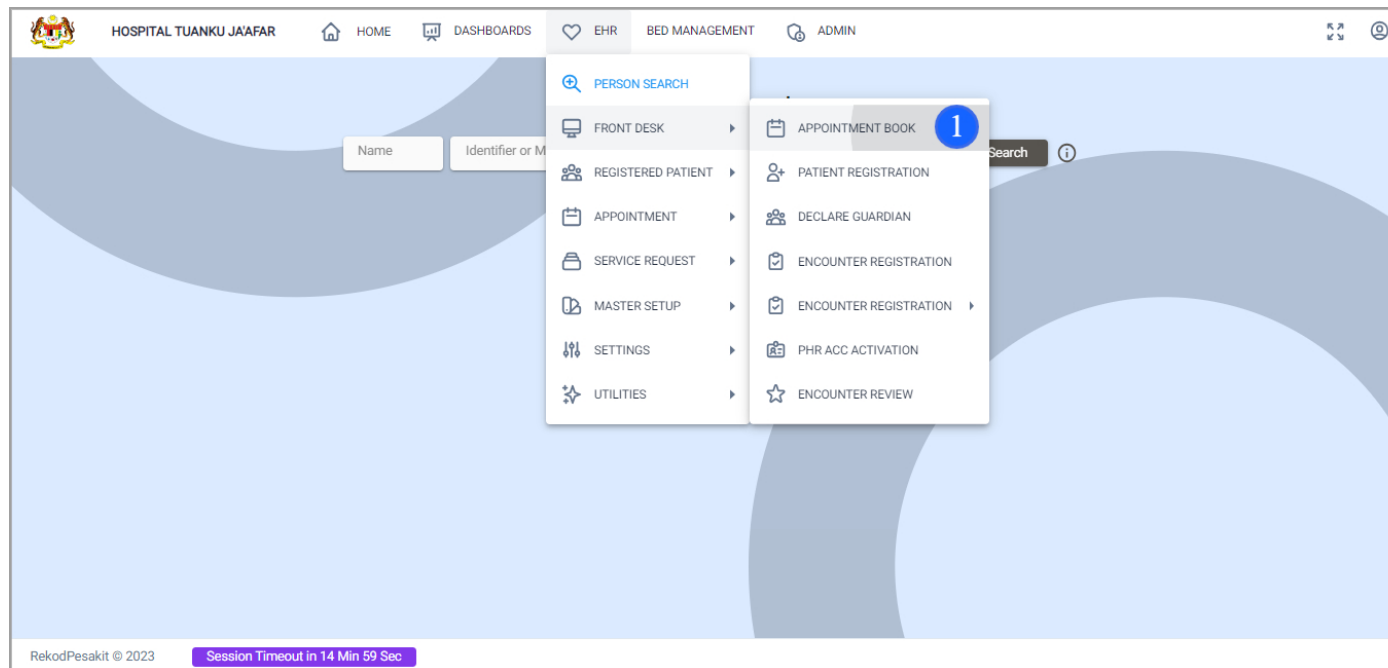 HOSPITAL TUANKU JA'AFAR HOME DASHBOARDS EHR BED MANAGEMENT ADMIN
PERSON SEARCH
FRONT DESK
REGISTERED PATIENT
APPOINTMENT
SERVICE REQUEST
MASTER SETUP
SETTINGS
UTILITIES
APPOINTMENT BOOK 1
PATIENT REGISTRATION
DECLARE GUARDIAN
ENCOUNTER REGISTRATION
ENCOUNTER REGISTRATION
PHR ACC ACTIVATION
ENCOUNTER REVIEW
Name Identifier or M Search
RekodPesakit © 2023 Session Timeout in 14 Min 59 Sec